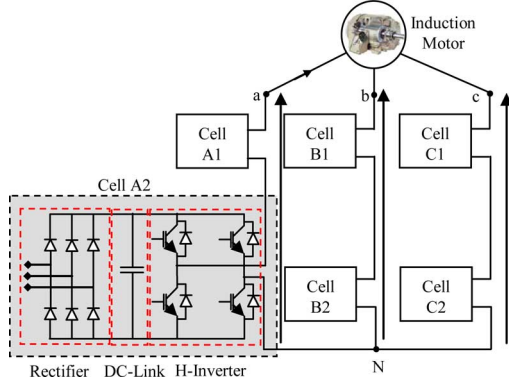 Induction
Motor
a
b
c
Cell
A1
Cell
B1
Cell
C1
Cell A2
Cell
B2
Cell
C2
N
Rectifier DC-Link H-Inverter